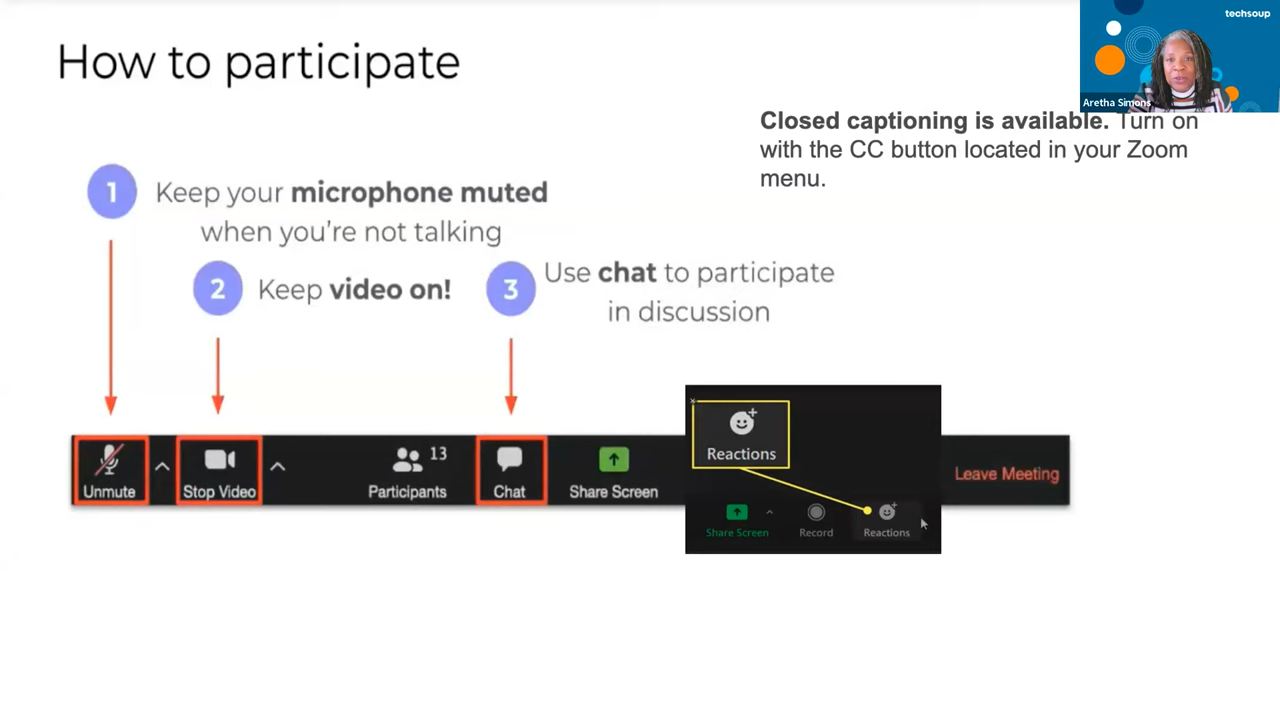 How to participate
techsoup
Aretha Simons
Closed captioning is available. Turn on
with the CC button located in your Zoom
menu.
1
Keep your microphone muted
when you're not talking
2
Keep video on!
3
Use chat to participate
in discussion
Unmute
Stop Video
13
Participants
Chat
Share Screen
Reactions
Share Screen
Record
Reactions
Leave Meeting